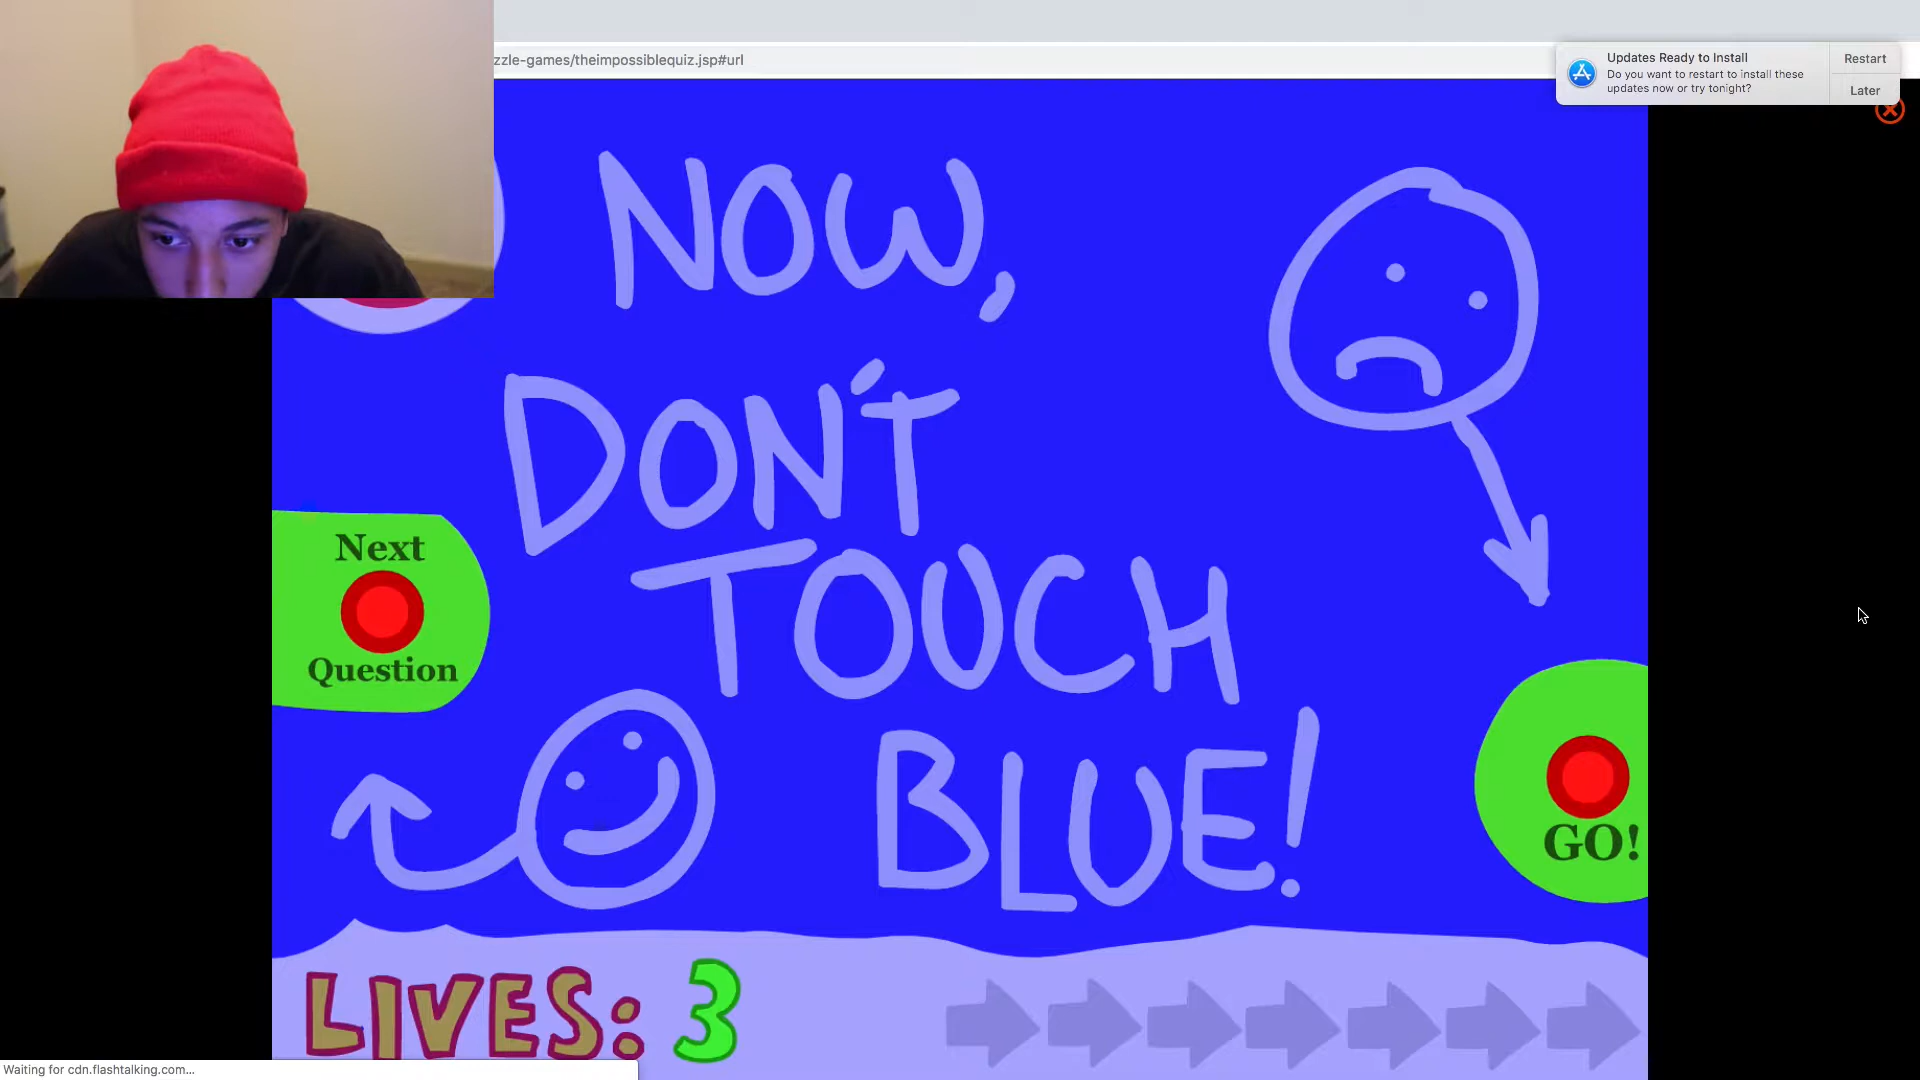 zzle-games/theimpossiblequiz.jsp#url
Updates Ready to Install
Do you want to restart to install these
updates now or try tonight?
Restart
Later
NOW,
DON'T
TOUCH
BLUE!
Next
Question
GO!
LIVES: 3
Waiting for cdn.flashtalking.com...